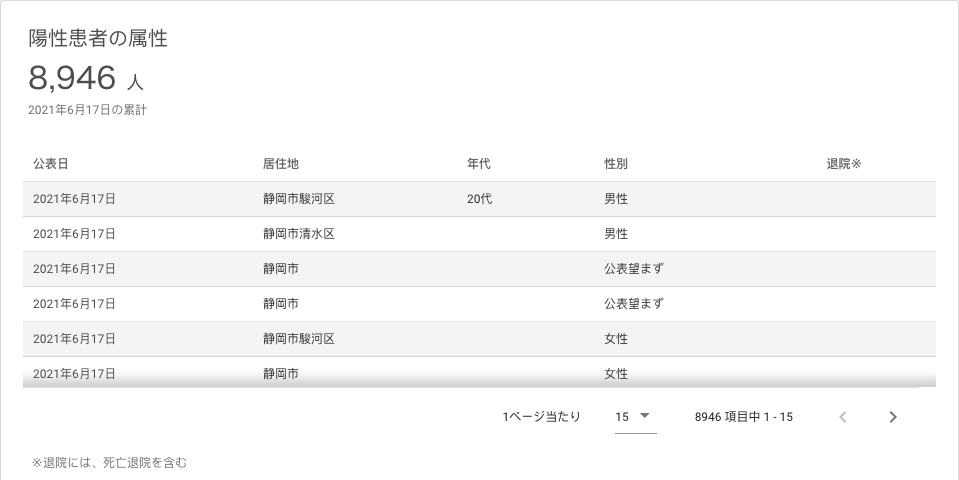 陽性患者の属性
8,946 人
2021年6月17日の累計
公表日 居住地 年代 性別 退院※
2021年6月17日 静岡市駿河区 20代 男性
2021年6月17日 静岡市清水区 男性
2021年6月17日 静岡市 公表望まず
2021年6月17日 静岡市 公表望まず
2021年6月17日 静岡市駿河区 女性
2021年6月17日 静岡市 女性
1ページ当たり 15 8946 項目中 1 - 15
※退院には、死亡退院を含む